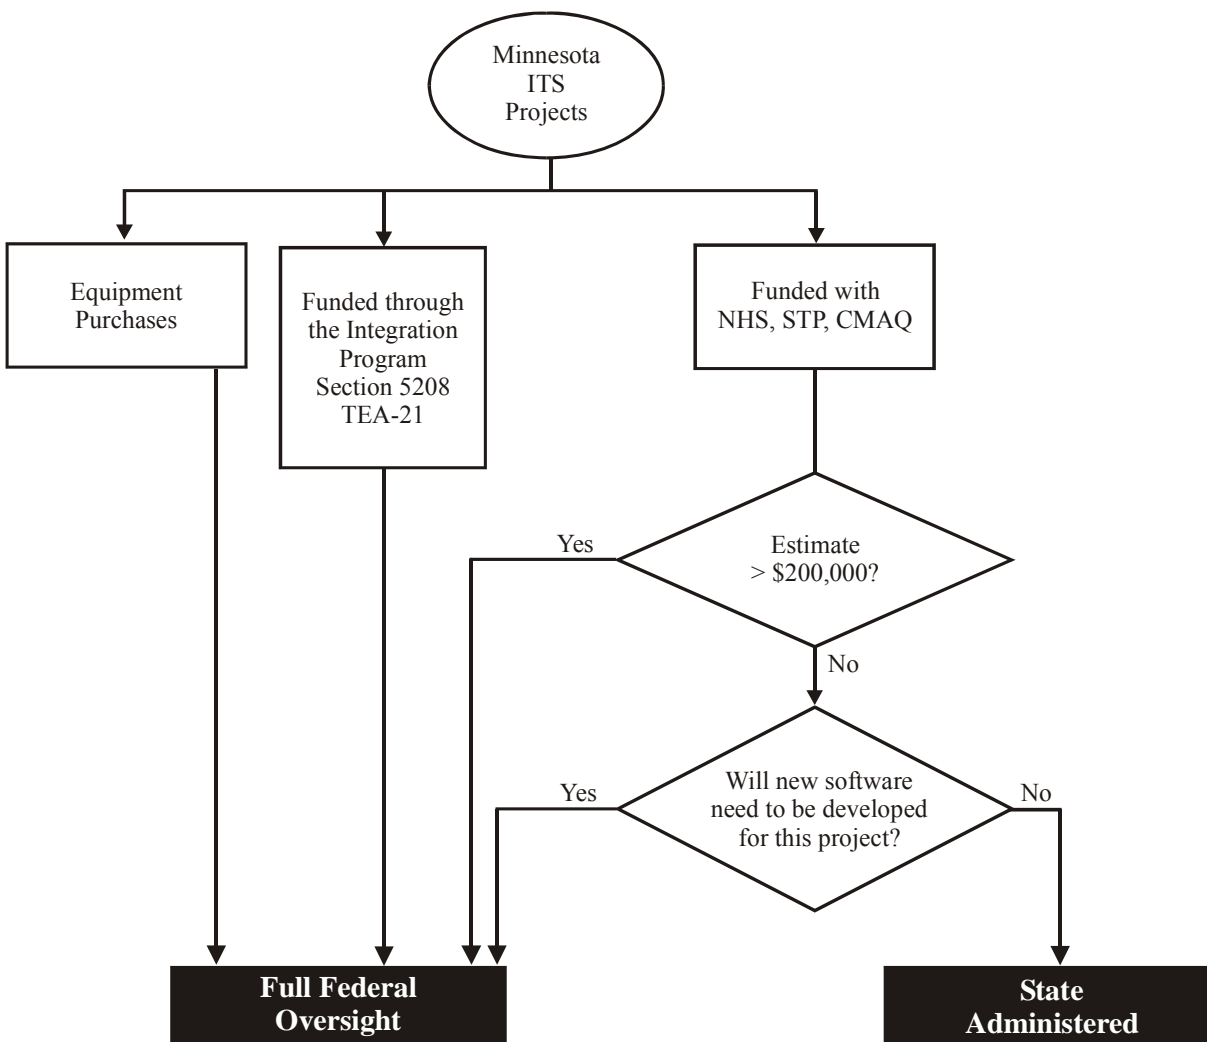 Minnesota
ITS
Projects
Equipment
Purchases
Funded through
the Integration
Program
Section 5208
TEA-21
Funded with
NHS, STP, CMAQ
Yes
Estimate
> $200,000?
No
Yes
Will new software
need to be developed
for this project?
No
Full Federal
Oversight
State
Administered